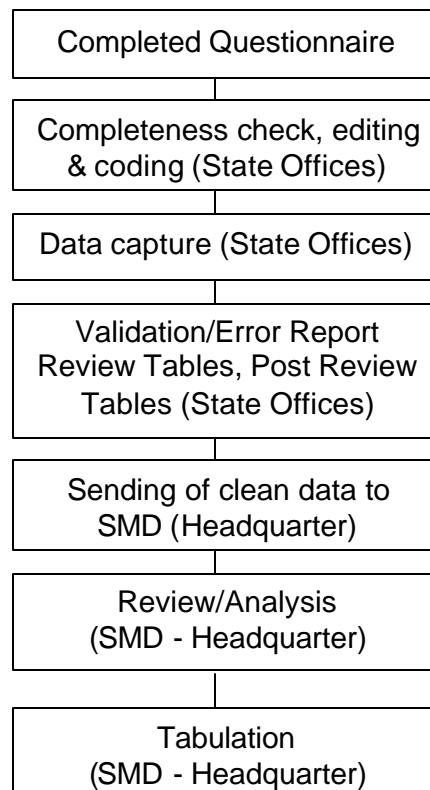 Completed Questionnaire
Completeness check, editing
& coding (State Offices)
Data capture (State Offices)
Validation/Error Report
Review Tables, Post Review
Tables (State Offices)
Sending of clean data to
SMD (Headquarter)
Review/Analysis
(SMD - Headquarter)
Tabulation
(SMD - Headquarter)